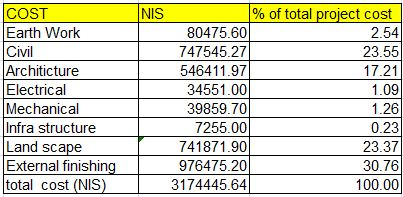 COST NIS % of total project cost
Earth Work 80475.60 2.54
Civil 747545.27 23.55
Architicture 546411.97 17.21
Electrical 34551.00 1.09
Mechanical 39859.70 1.26
Infra structure 7255.00 0.23
Land scape 741871.90 23.37
External finishing 976475.20 30.76
total cost (NIS) 3174445.64 100.00